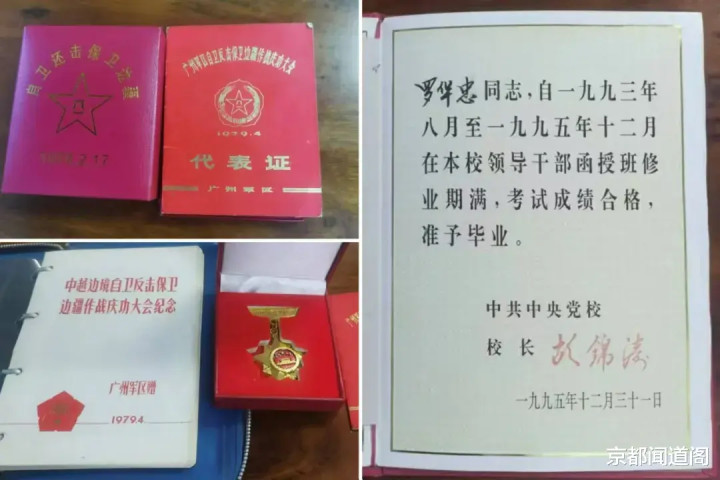 自卫还击保卫边疆
1979.2.17
广州军区自卫反击保卫边疆作战庆功大会
1979.4
代表证
广州军区
中越边境自卫反击保卫
边疆作战庆功大会纪念
广州军区赠
1979.4
罗华忠同志,自一九九三年
八月至一九九五年十二月
在本校领导干部函授班修
业期满,考试成绩合格,
准予毕业。
中共中央党校
校长 胡锦涛
一九九五年十二月三十一日
京都闻道阁